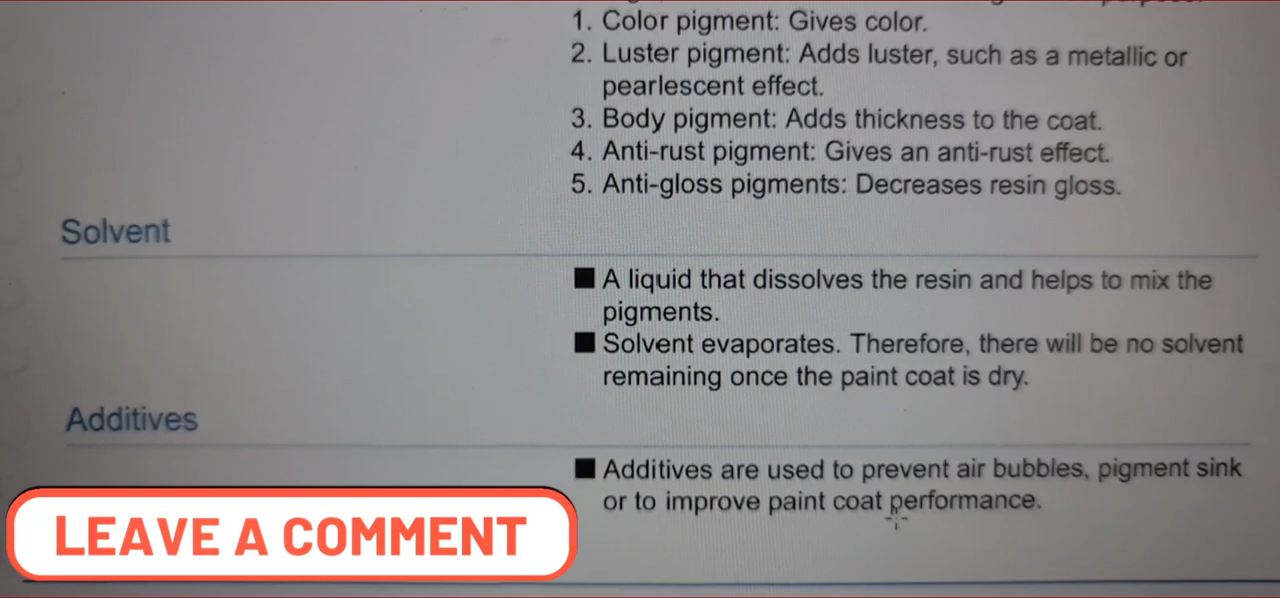 1. Color pigment: Gives color.
2. Luster pigment: Adds luster, such as a metallic or
pearlescent effect.
3. Body pigment: Adds thickness to the coat.
4. Anti-rust pigment: Gives an anti-rust effect.
5. Anti-gloss pigments: Decreases resin gloss.
Solvent
■ A liquid that dissolves the resin and helps to mix the
pigments.
■ Solvent evaporates. Therefore, there will be no solvent
remaining once the paint coat is dry.
Additives
■ Additives are used to prevent air bubbles, pigment sink
or to improve paint coat performance.
LEAVE A COMMENT